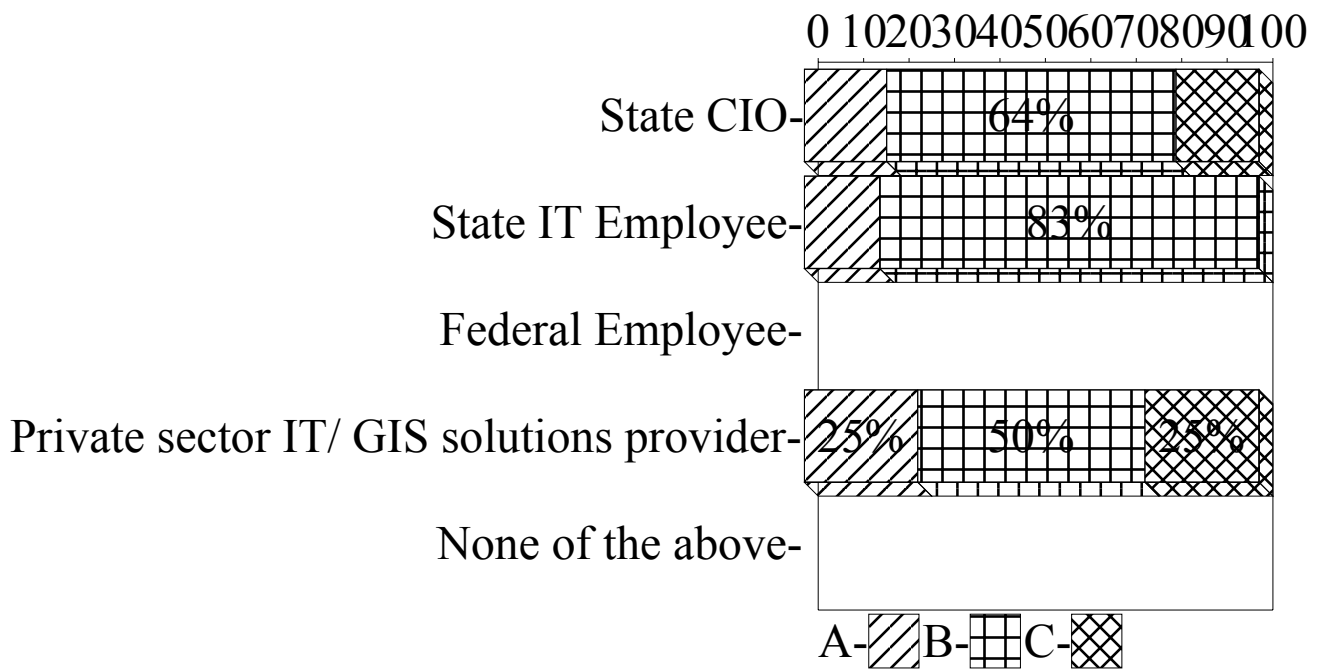 0 10 20 30 40 50 60 70 80 90 100
State CIO-
64%
State IT Employee-
83%
Federal Employee-
Private sector IT/ GIS solutions provider-
25% 50% 25%
None of the above-
A- B- C-